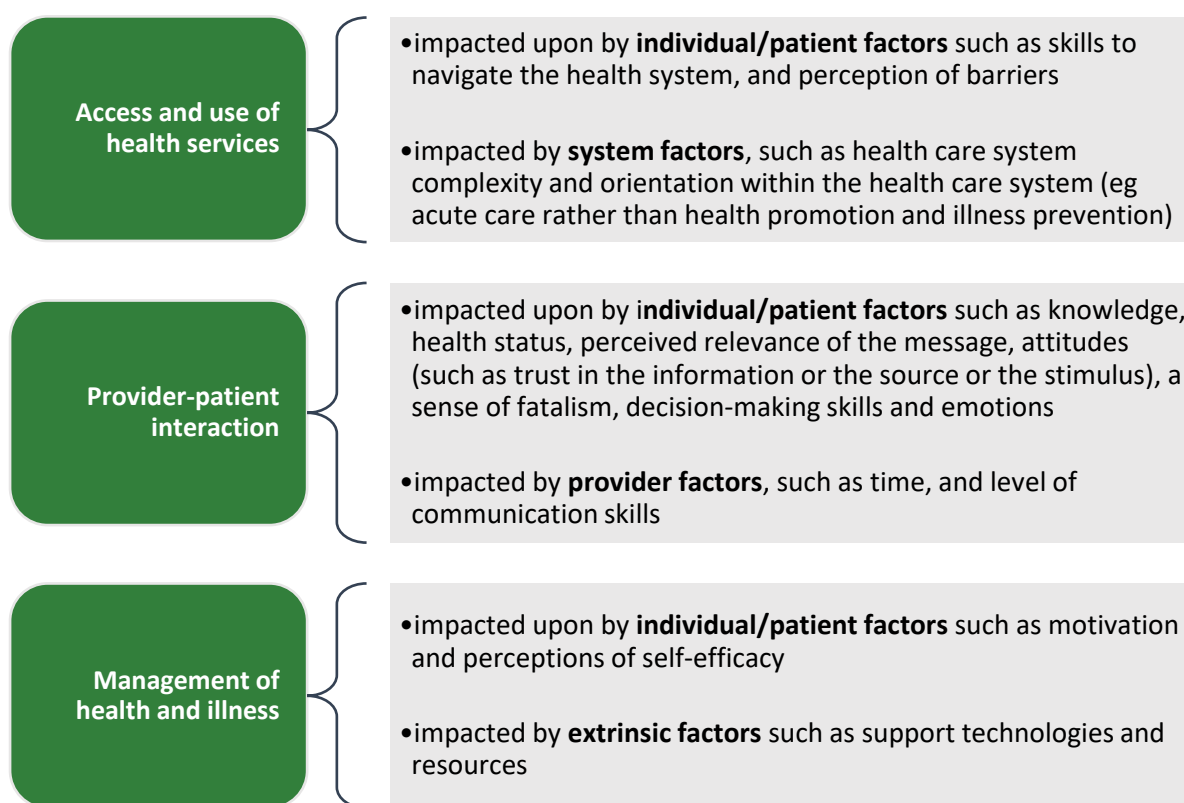 Access and use of
health services
•impacted upon by individual/patient factors such as skills to
navigate the health system, and perception of barriers
•impacted by system factors, such as health care system
complexity and orientation within the health care system (eg
acute care rather than health promotion and illness prevention)
Provider-patient
interaction
•impacted upon by individual/patient factors such as knowledge,
health status, perceived relevance of the message, attitudes
(such as trust in the information or the source or the stimulus), a
sense of fatalism, decision-making skills and emotions
•impacted by provider factors, such as time, and level of
communication skills
Management of
health and illness
•impacted upon by individual/patient factors such as motivation
and perceptions of self-efficacy
•impacted by extrinsic factors such as support technologies and
resources